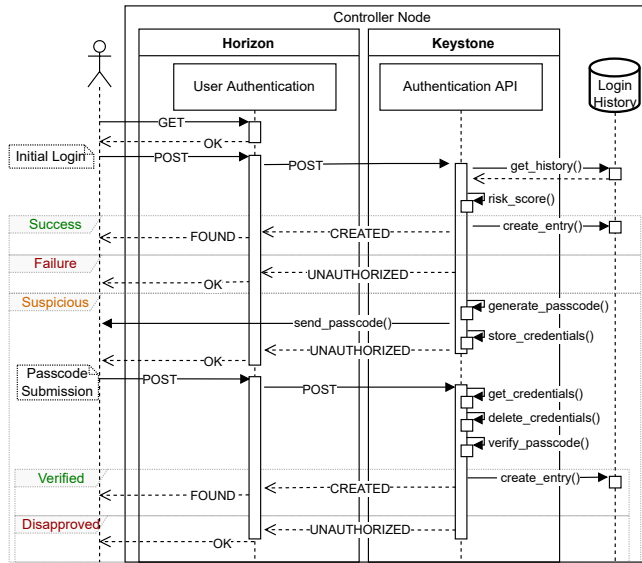 Controller Node
Horizon
Keystone
User Authentication
Authentication API
Login
History
GET
OK
Initial Login
POST
POST
get_history()
risk_score()
Success
create_entry()
CREATED
FOUND
Failure
UNAUTHORIZED
OK
Suspicious
generate_passcode()
send_passcode()
store_credentials()
UNAUTHORIZED
OK
Passcode
Submission
POST
POST
get_credentials()
delete_credentials()
verify_passcode()
Verified
create_entry()
CREATED
FOUND
Disapproved
UNAUTHORIZED
OK